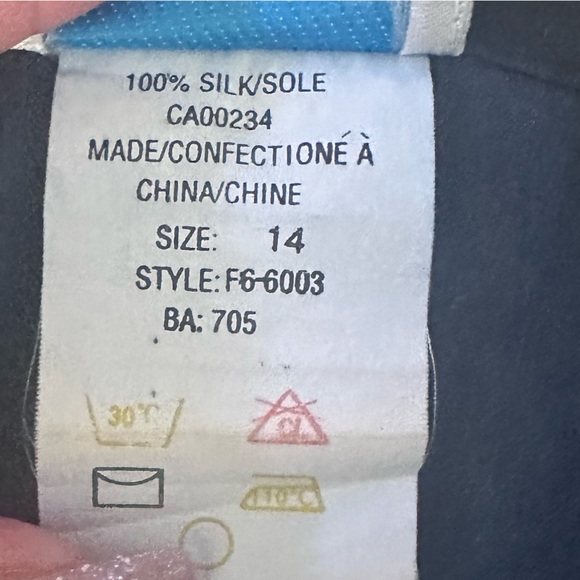 100% SILK/SOLE
CA00234
MADE/CONFECTIONÉ À
CHINA/CHINE
SIZE: 14
STYLE: F6-6003
BA: 705
30°C CL
110°C